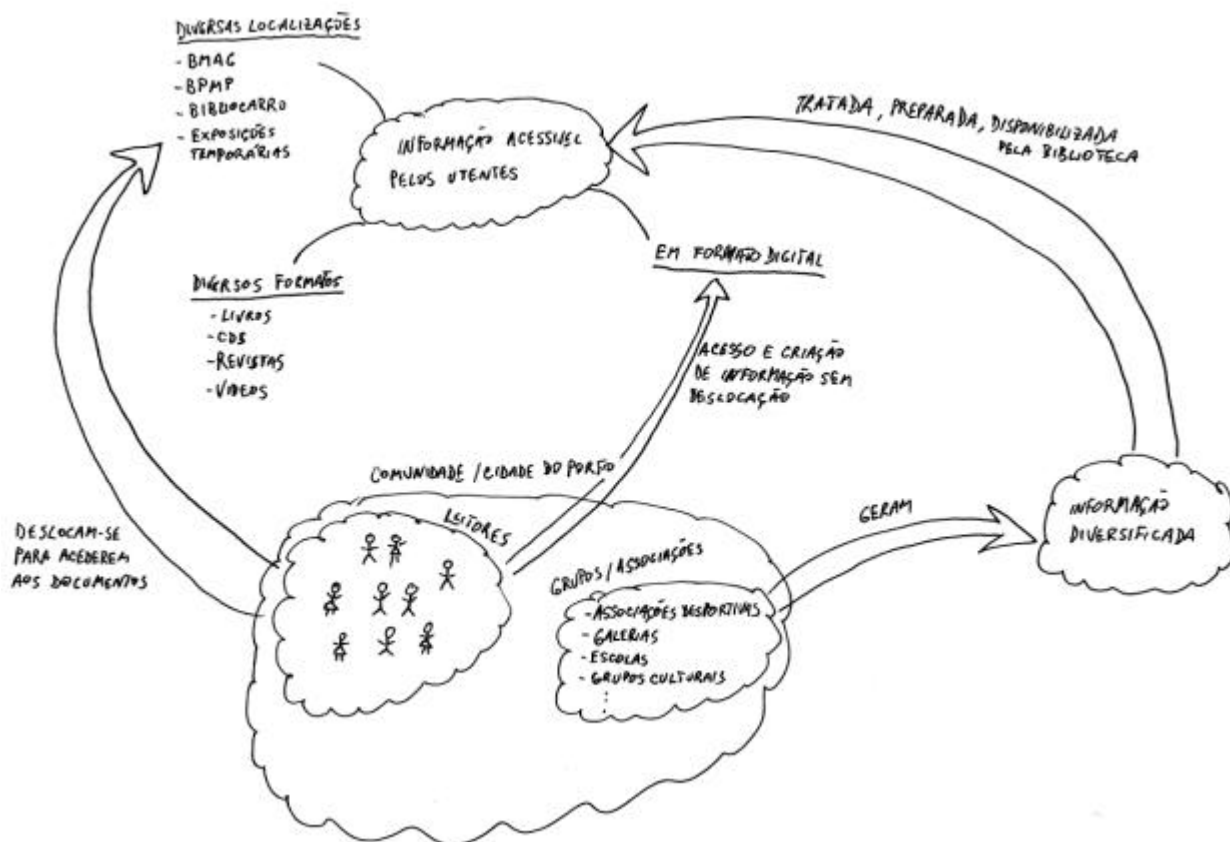 DIVERSAS LOCALIZAÇÕES
- BMAG
- BPMP
- BIBLIOCARRO
- EXPOSIÇÕES
TEMPORÁRIAS
INFORMAÇÃO ACESSIVEL
PELOS UTENTES
TRATADA, PREPARADA, DISPONIBILIZADA
PELA BIBLIOTECA
DIVERSOS FORMATOS
- LIVROS
- CDS
- REVISTAS
- VIDEOS
EM FORMATO DIGITAL
ACESSO E CRIAÇÃO
DE INFORMAÇÃO SEM
DESLOCAÇÃO
COMUNIDADE / CIDADE DO PORTO
LEITORES
DESLOCAM-SE
PARA ACEDEREM
AOS DOCUMENTOS
GRUPOS / ASSOCIAÇÕES
- ASSOCIAÇÕES DESPORTIVAS
- GALERIAS
- ESCOLAS
- GRUPOS CULTURAIS
⋮
GERAM
INFORMAÇÃO
DIVERSIFICADA